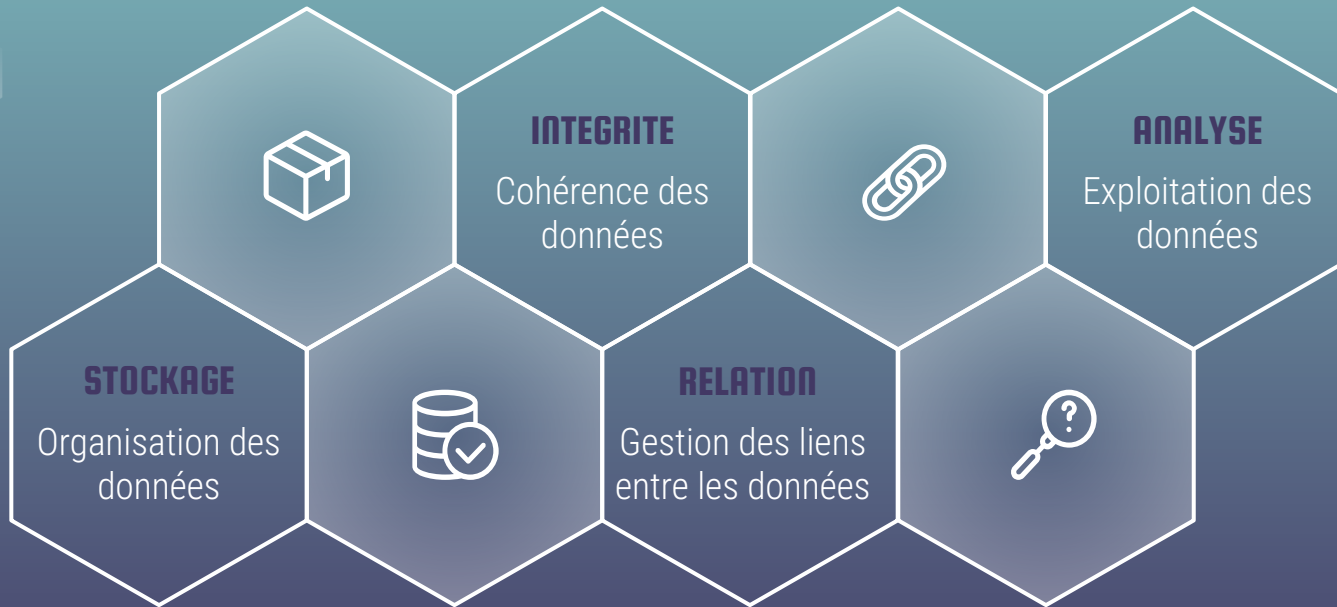 INTEGRITE
Cohérence des
données
ANALYSE
Exploitation des
données
STOCKAGE
Organisation des
données
RELATION
Gestion des liens
entre les données
?